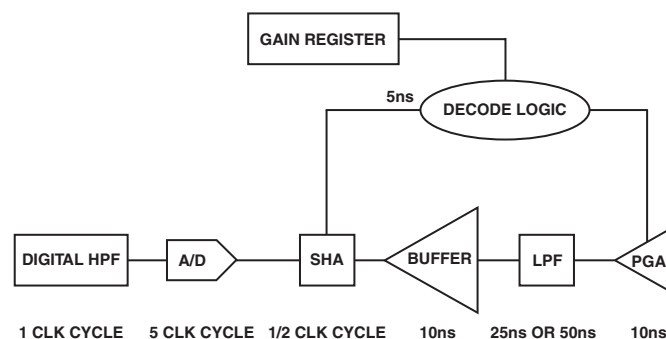 GAIN REGISTER
5ns
DECODE LOGIC
DIGITAL HPF
A/D
SHA
BUFFER
LPF
PGA
1 CLK CYCLE
5 CLK CYCLE
1/2 CLK CYCLE
10ns
25ns OR 50ns
10ns